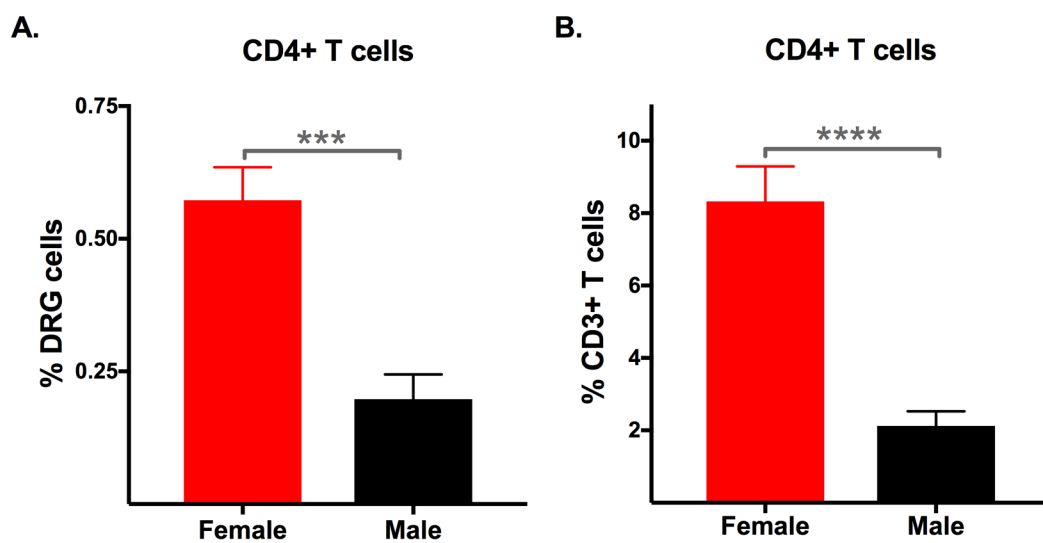 A.
CD4+ T cells
% DRG cells
0.75
0.50
0.25
***
Female
Male
B.
CD4+ T cells
% CD3+ T cells
10
8
6
4
2
****
Female
Male